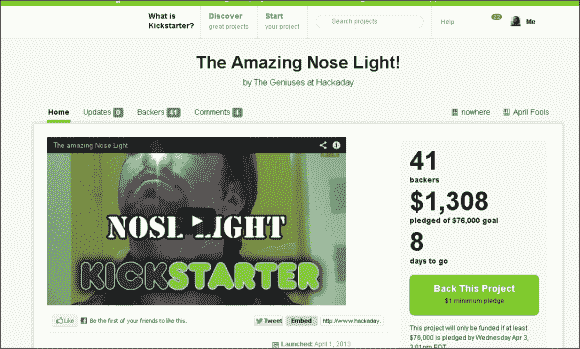 What is
Kickstarter?
Discover
great projects
Start
your project
Search projects
Help
Me
The Amazing Nose Light!
by The Geniuses at Hackaday
Home Updates 0 Backers 41 Comments 4 nowhere April Fools
The amazing Nose Light
NOSE LIGHT
KICKSTARTER
41
backers
$1,308
pledged of $76,000 goal
8
days to go
Back This Project
$1 minimum pledge
This project will only be funded if at least
$76,000 is pledged by Wednesday Apr 3,
3:01pm EDT
Like Be the first of your friends to like this.
Tweet Embed http://www.hackaday.
Launched: April 1, 2013